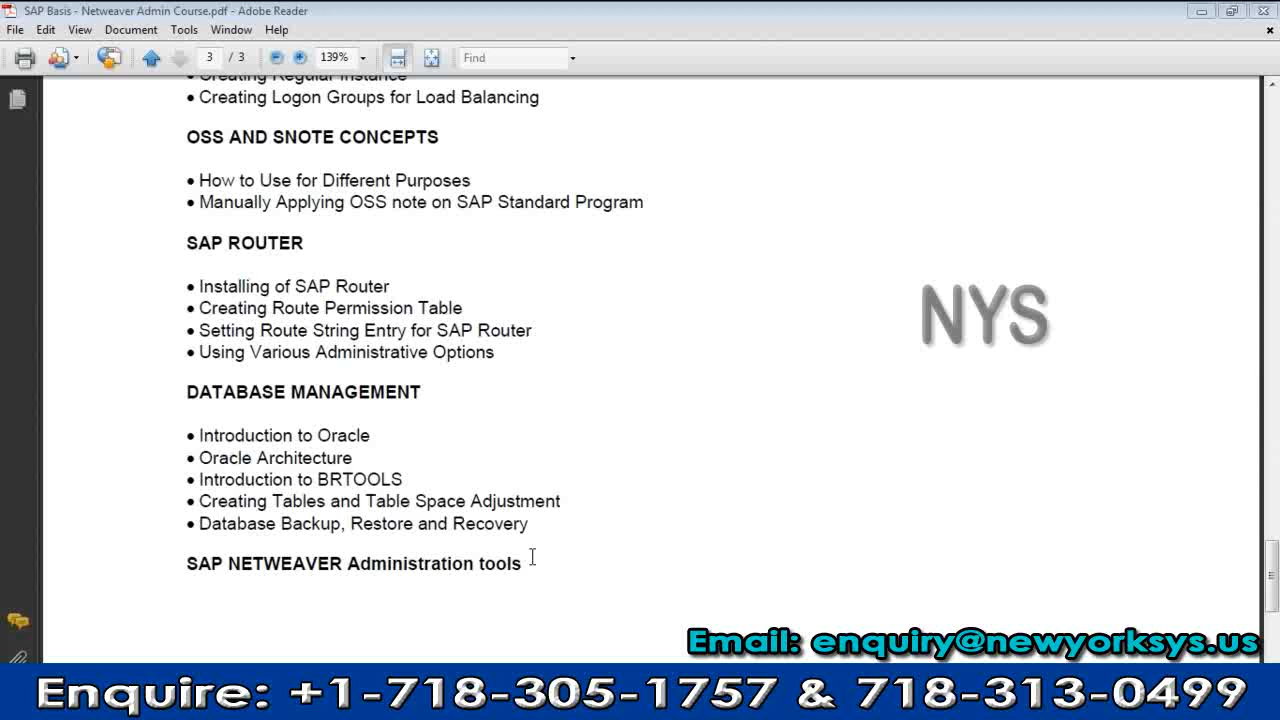 SAP Basis - Netweaver Admin Course.pdf - Adobe Reader
File Edit View Document Tools Window Help
3 / 3 139% Find
• Creating Regular Instance
• Creating Logon Groups for Load Balancing
OSS AND SNOTE CONCEPTS
• How to Use for Different Purposes
• Manually Applying OSS note on SAP Standard Program
SAP ROUTER
• Installing of SAP Router
• Creating Route Permission Table
• Setting Route String Entry for SAP Router
• Using Various Administrative Options
NYS
DATABASE MANAGEMENT
• Introduction to Oracle
• Oracle Architecture
• Introduction to BRTOOLS
• Creating Tables and Table Space Adjustment
• Database Backup, Restore and Recovery
SAP NETWEAVER Administration tools
Email: enquiry@newyorksys.us
Enquire: +1-718-305-1757 & 718-313-0499